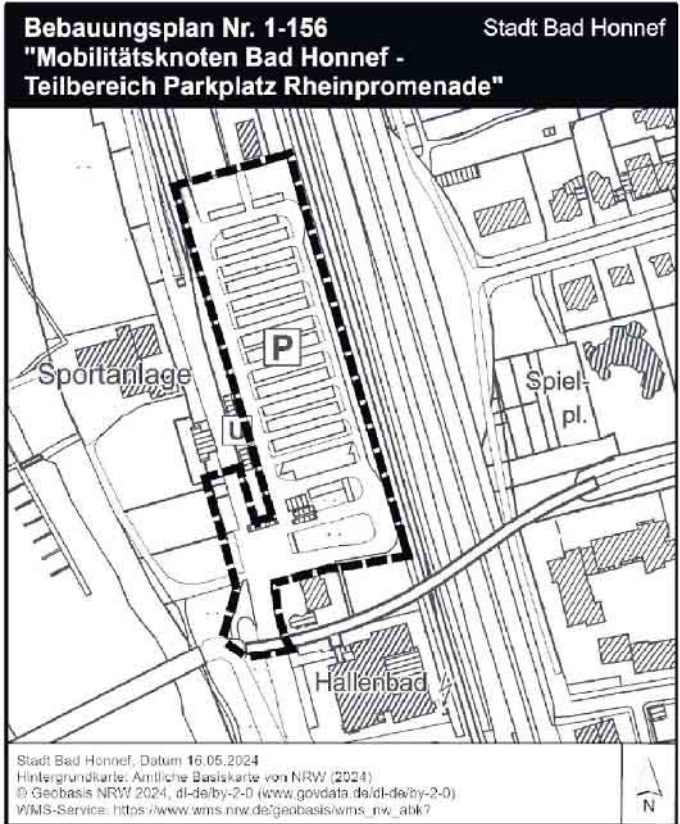 Bebauungsplan Nr. 1-156
Stadt Bad Honnef
"Mobilitätsknoten Bad Honnef -
Teilbereich Parkplatz Rheinpromenade"
P
Sportanlage
Spiel-
pl.
U
Hallenbad
Stadt Bad Honnef, Datum 16.05.2024
Hintergrundkarte: Amtliche Basiskarte von NRW (2024)
© Geobasis NRW 2024, dl-de/by-2-0 (www.govdata.de/dl-de/by-2-0)
WMS-Service: https://www.wms.nrw.de/geobasis/wms_nw_abk?
N